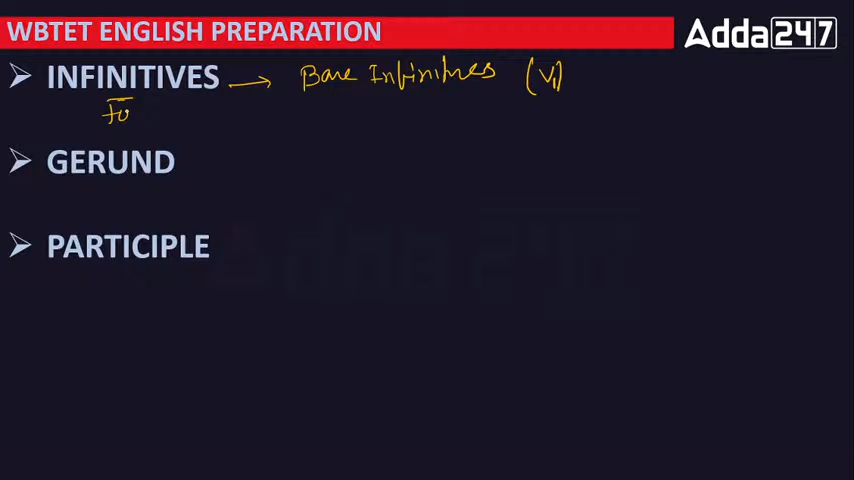 WBTET ENGLISH PREPARATION
Adda247
➤ INFINITIVES → Bare Infinitives (V1)
To
➤ GERUND
➤ PARTICIPLE